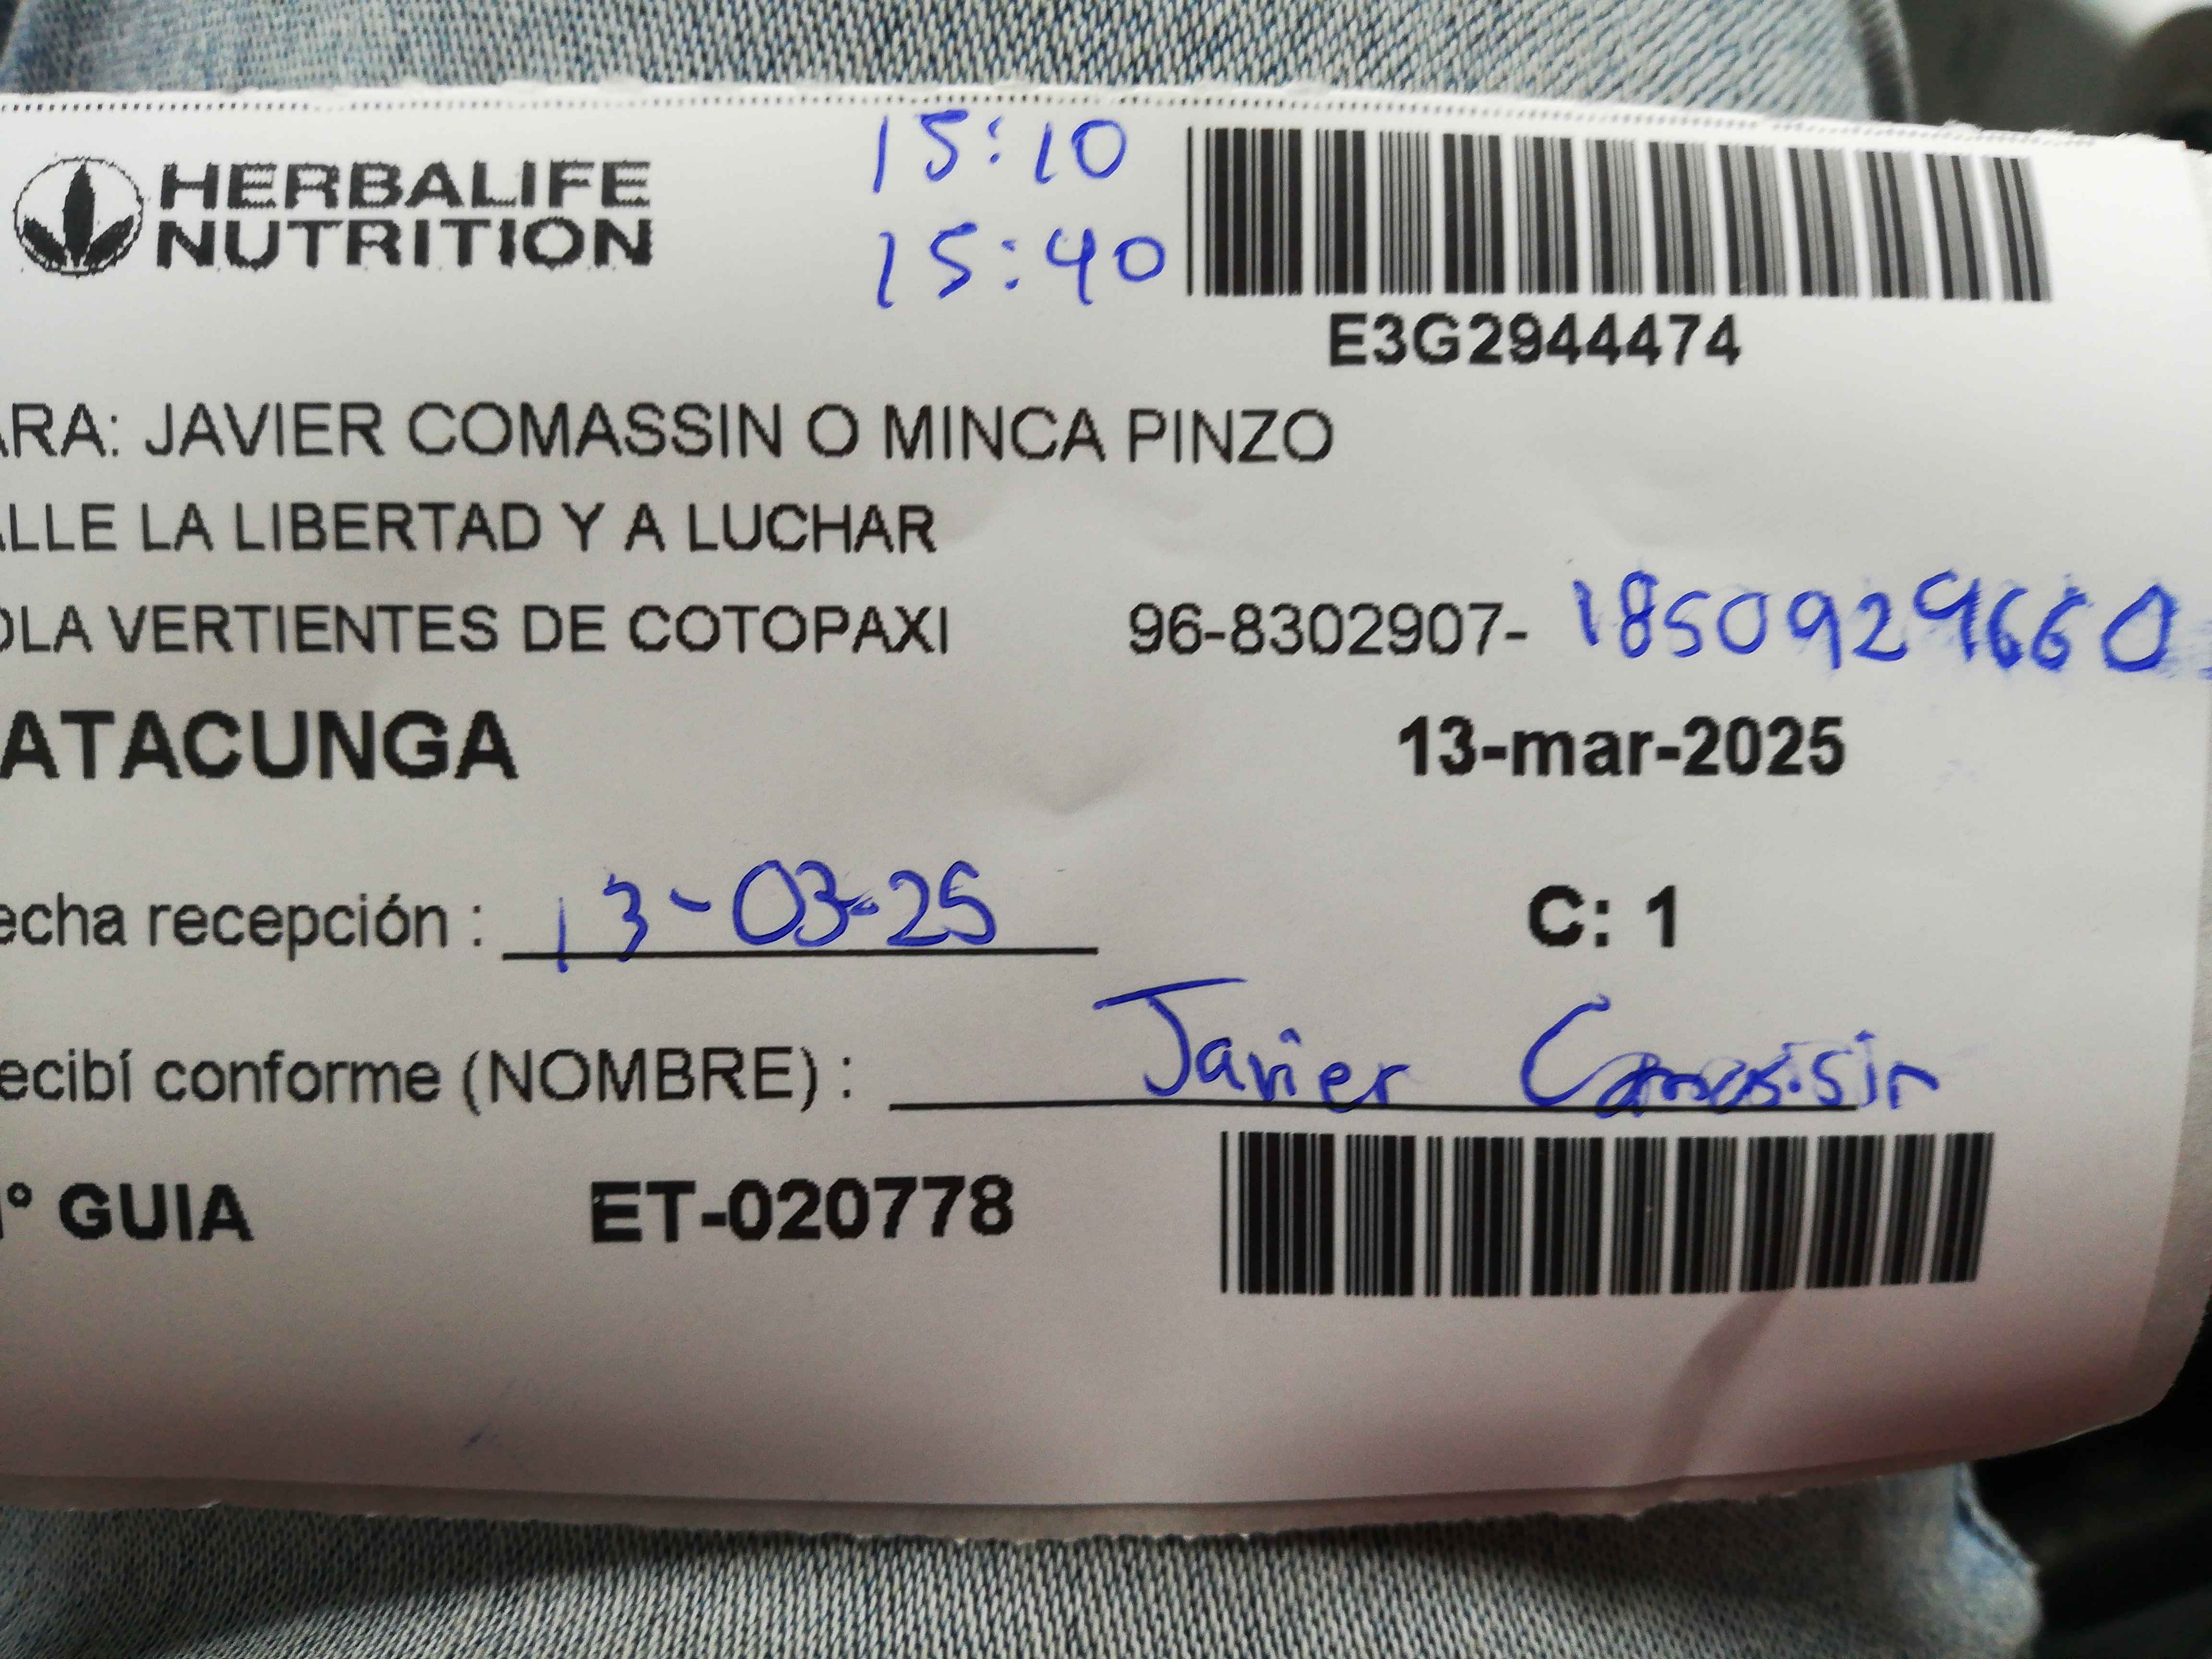 HERBALIFE
NUTRITION
15:10
15:40
E3G2944474
ARA: JAVIER COMASSIN O MINCA PINZO
ALLE LA LIBERTAD Y A LUCHAR
OLA VERTIENTES DE COTOPAXI 96-8302907- 1850929660
ATACUNGA 13-mar-2025
echa recepción : 13-03-25 C: 1
ecibí conforme (NOMBRE) : Javier
° GUIA ET-020778